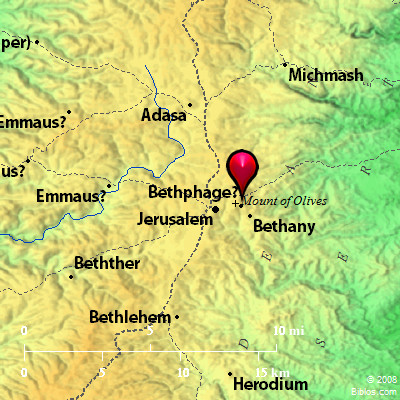 per)
Michmash
Adasa
Emmaus?
us?
Emmaus?
Bethphage?
Mount of Olives
Jerusalem
Bethany
A R
E E
D S
Bethther
Bethlehem
0 5 10 mi
0 5 10 15 km
Herodium
© 2008
Biblos.com